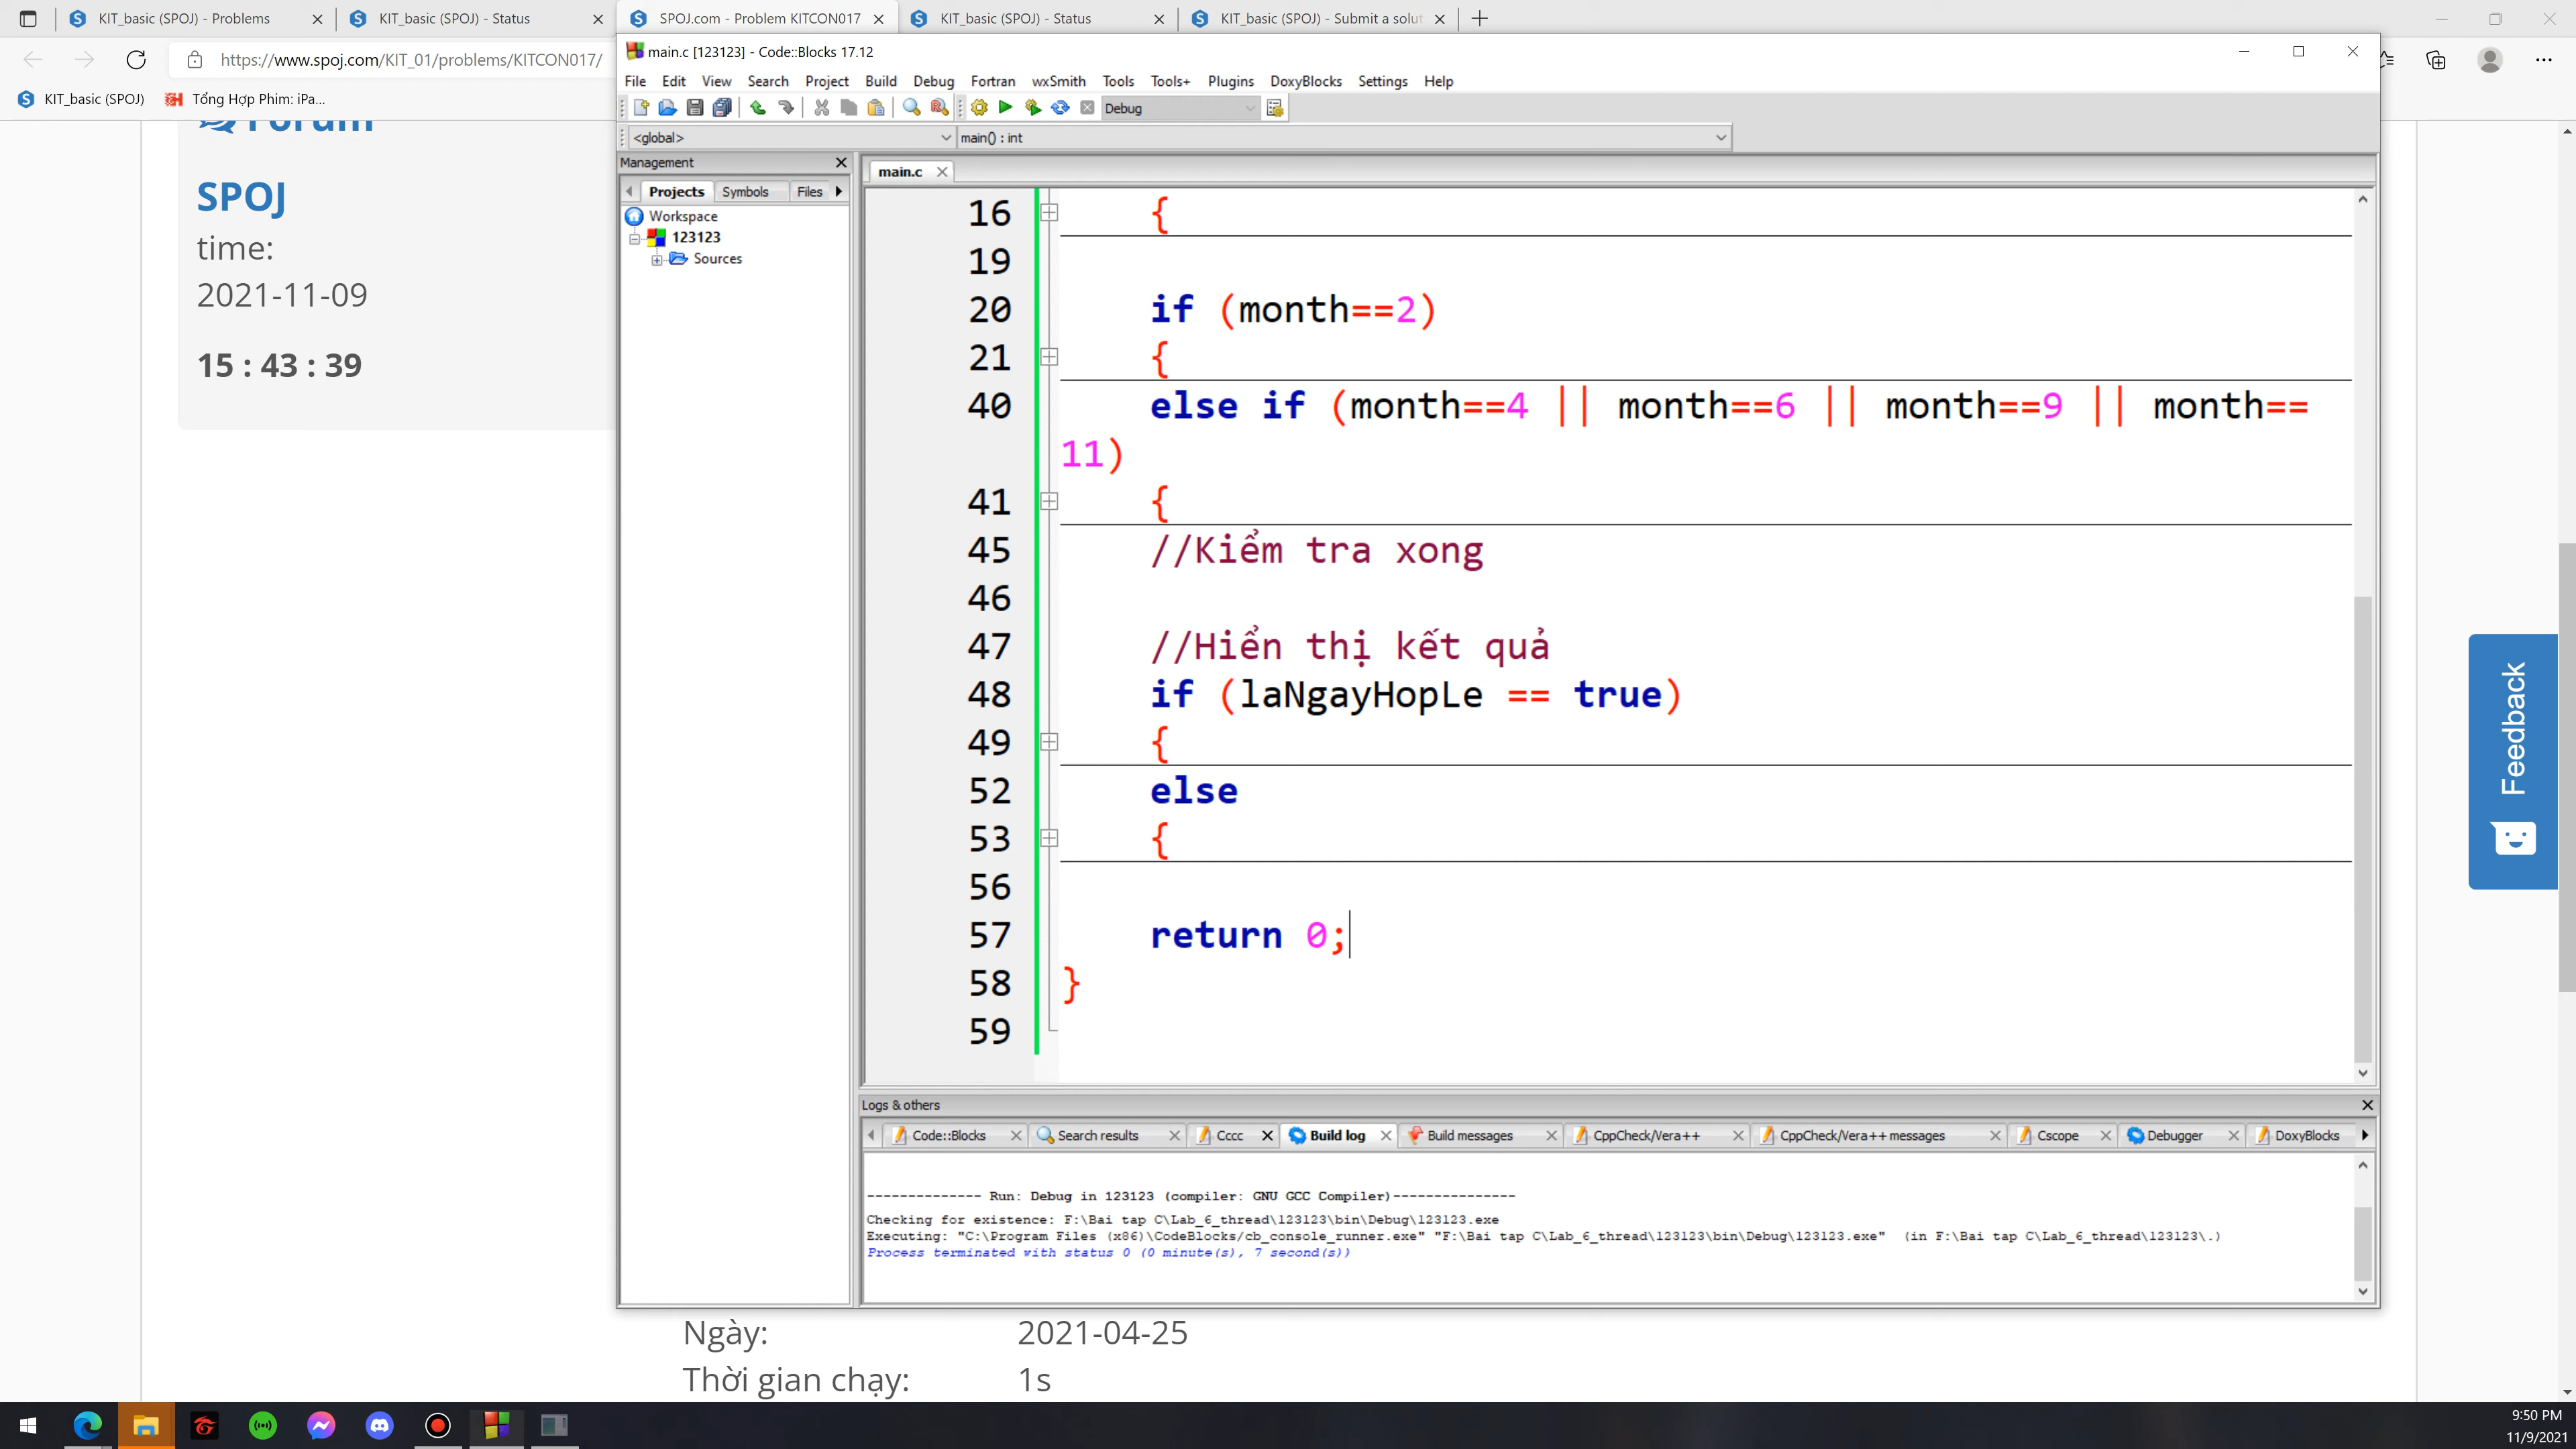 KIT_basic (SPOJ) - Problems
KIT_basic (SPOJ) - Status
SPOJ.com - Problem KITCON017
KIT_basic (SPOJ) - Status
KIT_basic (SPOJ) - Submit a solut
https://www.spoj.com/KIT_01/problems/KITCON017/
KIT_basic (SPOJ)
Tổng Hợp Phim: iPa...
Forum
SPOJ
time:
2021-11-09
15 : 43 : 39
main.c [123123] - Code::Blocks 17.12
File Edit View Search Project Build Debug Fortran wxSmith Tools Tools+ Plugins DoxyBlocks Settings Help
Debug
<global>
main() : int
Management
Projects Symbols Files
Workspace
123123
Sources
main.c
16 {
19
20 if (month==2)
21 {
40 else if (month==4 || month==6 || month==9 || month==
11)
41 {
45 //Kiểm tra xong
46
47 //Hiển thị kết quả
48 if (laNgayHopLe == true)
49 {
52 else
53 {
56
57 return 0;
58 }
59
Logs & others
Code::Blocks Search results Cccc Build log Build messages CppCheck/Vera++ CppCheck/Vera++ messages Cscope Debugger DoxyBlocks
-------------- Run: Debug in 123123 (compiler: GNU GCC Compiler)---------------
Checking for existence: F:\Bai tap C\Lab_6_thread\123123\bin\Debug\123123.exe
Executing: "C:\Program Files (x86)\CodeBlocks/cb_console_runner.exe" "F:\Bai tap C\Lab_6_thread\123123\bin\Debug\123123.exe"  (in F:\Bai tap C\Lab_6_thread\123123\.)
Process terminated with status 0 (0 minute(s), 7 second(s))
Feedback
Ngày: 2021-04-25
Thời gian chạy: 1s
9:50 PM
11/9/2021